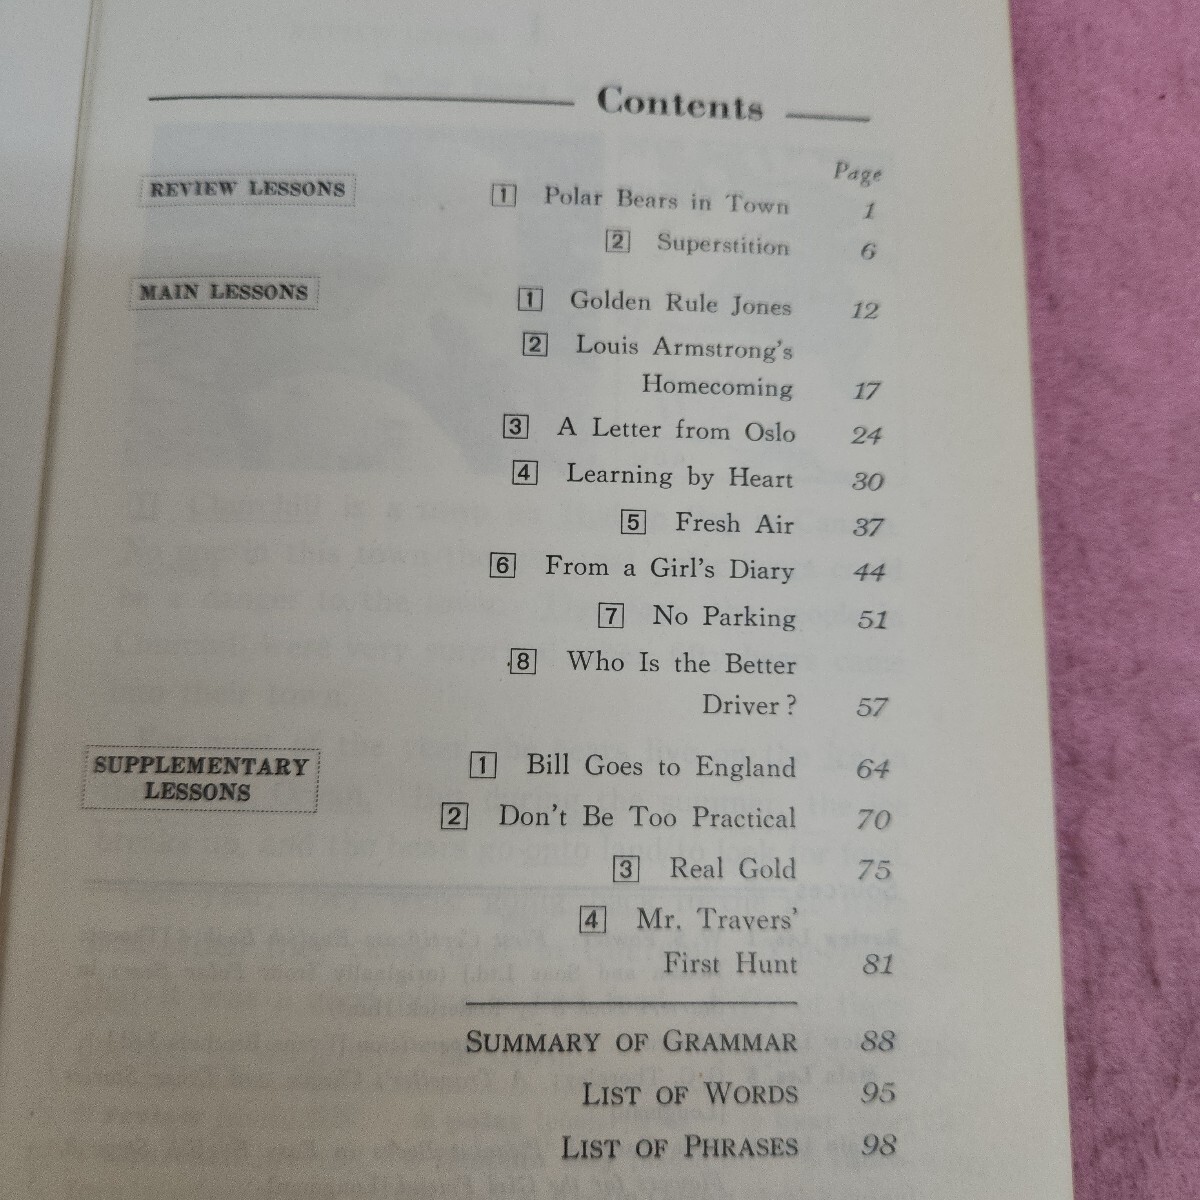 Contents
Page
REVIEW LESSONS 1 Polar Bears in Town 1
2 Superstition 6
MAIN LESSONS 1 Golden Rule Jones 12
2 Louis Armstrong's
Homecoming 17
3 A Letter from Oslo 24
4 Learning by Heart 30
5 Fresh Air 37
6 From a Girl's Diary 44
7 No Parking 51
8 Who Is the Better
Driver ? 57
SUPPLEMENTARY
LESSONS
1 Bill Goes to England 64
2 Don't Be Too Practical 70
3 Real Gold 75
4 Mr. Travers'
First Hunt 81
SUMMARY OF GRAMMAR 88
LIST OF WORDS 95
LIST OF PHRASES 98